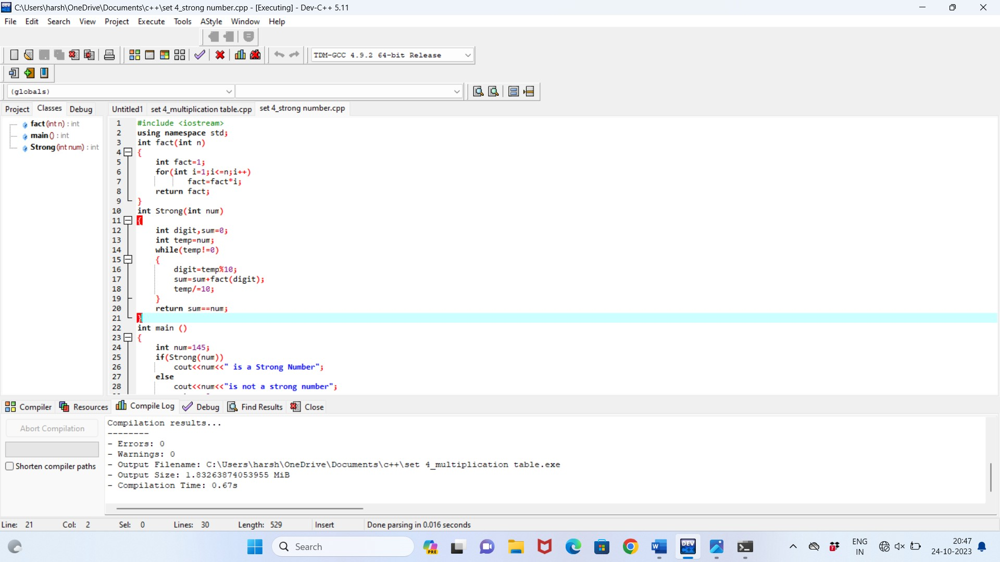 C:\Users\harsh\OneDrive\Documents\c++\set 4_strong number.cpp - [Executing] - Dev-C++ 5.11
File Edit Search View Project Execute Tools AStyle Window Help
TDM-GCC 4.9.2 64-bit Release
(globals)
Project Classes Debug Untitled1 set 4_multiplication table.cpp set 4_strong number.cpp
fact (int n) : int
main () : int
Strong (int num) : int
1 #include <iostream>
2 using namespace std;
3 int fact(int n)
4 {
5 int fact=1;
6 for(int i=1;i<=n;i++)
7 fact=fact*i;
8 return fact;
9 }
10 int Strong(int num)
11 {
12 int digit,sum=0;
13 int temp=num;
14 while(temp!=0)
15 {
16 digit=temp%10;
17 sum=sum+fact(digit);
18 temp/=10;
19 }
20 return sum==num;
21 }
22 int main ()
23 {
24 int num=145;
25 if(Strong(num))
26 cout<<num<<" is a Strong Number";
27 else
28 cout<<num<<"is not a strong number";
Compiler Resources Compile Log Debug Find Results Close
Abort Compilation
Shorten compiler paths
Compilation results...
--------
- Errors: 0
- Warnings: 0
- Output Filename: C:\Users\harsh\OneDrive\Documents\c++\set 4_multiplication table.exe
- Output Size: 1.83263874053955 MiB
- Compilation Time: 0.67s
Line: 21 Col: 2 Sel: 0 Lines: 30 Length: 529 Insert Done parsing in 0.016 seconds
Search
PRE
W
DEV
7
ENG
IN
20:47
24-10-2023